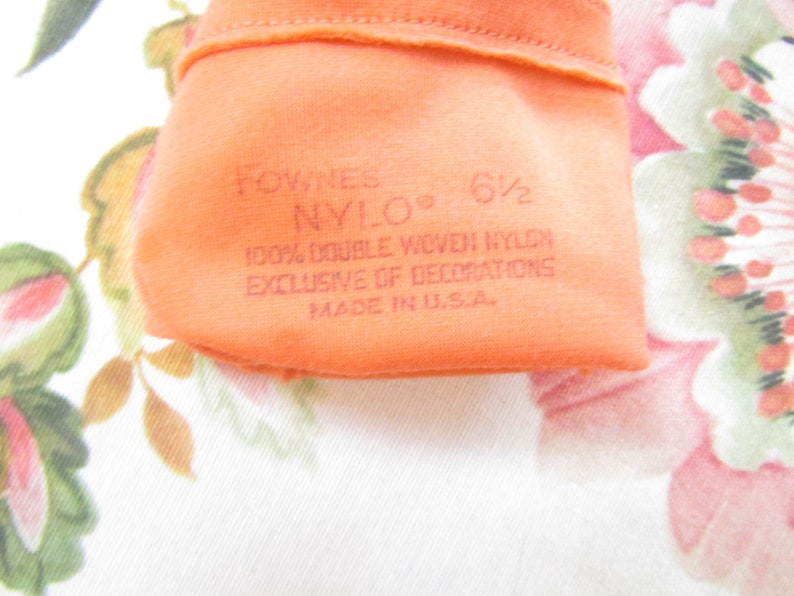 FOWNES
NYLO® 6½
100% DOUBLE WOVEN NYLON
EXCLUSIVE OF DECORATIONS
MADE IN U.S.A.